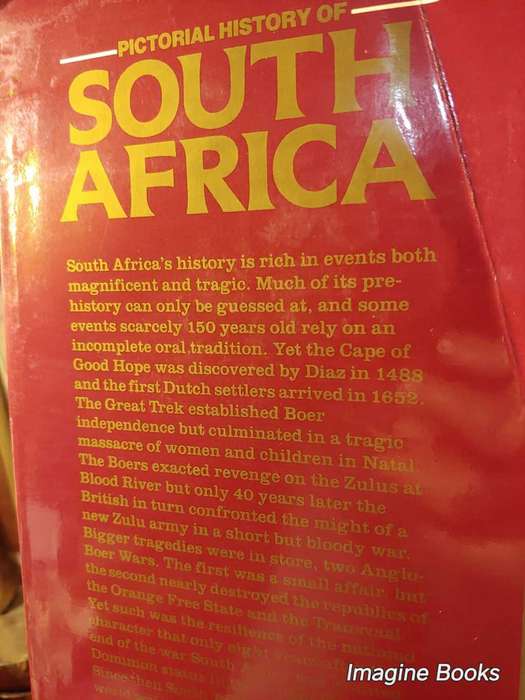 PICTORIAL HISTORY OF
SOUTH
AFRICA
South Africa's history is rich in events both
magnificent and tragic. Much of its pre-
history can only be guessed at, and some
events scarcely 150 years old rely on an
incomplete oral tradition. Yet the Cape of
Good Hope was discovered by Diaz in 1488
and the first Dutch settlers arrived in 1652.
The Great Trek established Boer
independence but culminated in a tragic
massacre of women and children in Natal.
The Boers exacted revenge on the Zulus at
Blood River but only 40 years later the
British in turn confronted the might of a
new Zulu army in a short but bloody war.
Bigger tragedies were in store, two Anglo-
Boer Wars. The first was a small affair, but
the second nearly destroyed the republics of
the Orange Free State and the Transvaal.
Yet such was the resilience of the national
character that only eight years after the
end of the war South
Dominion status
Since then
Imagine Books